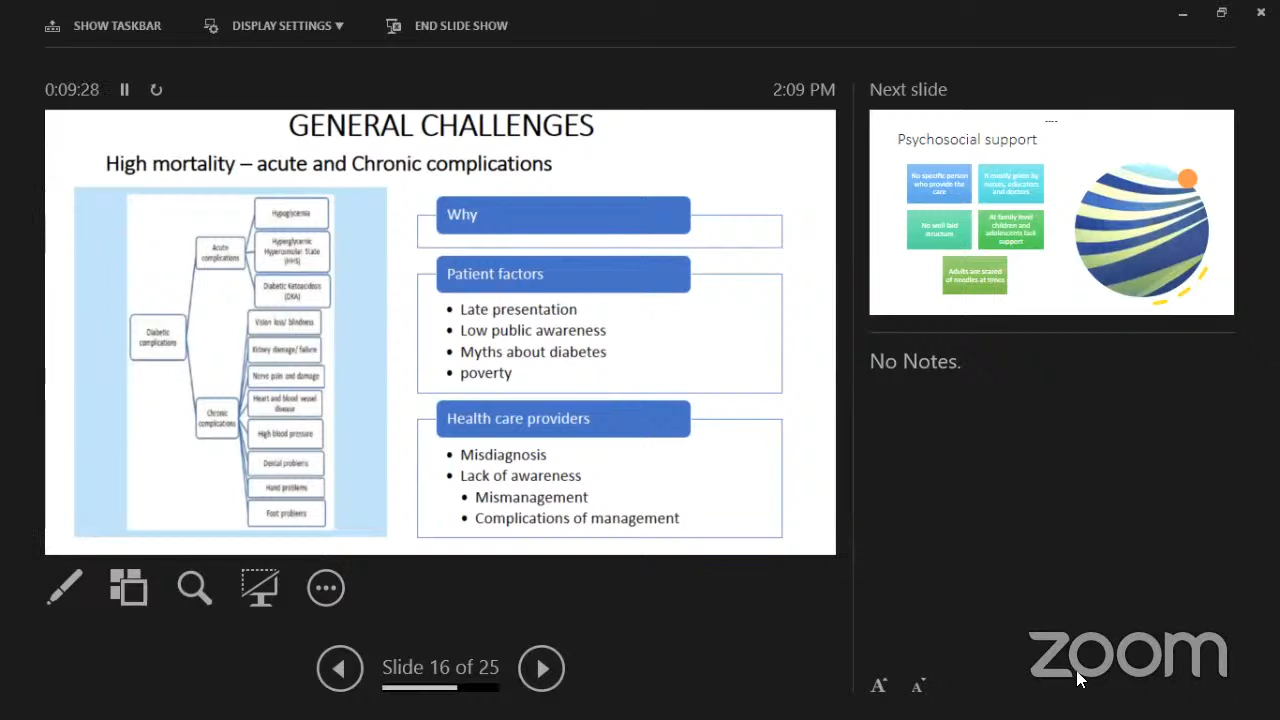 SHOW TASKBAR
DISPLAY SETTINGS ▼
END SLIDE SHOW
0:09:28
2:09 PM
GENERAL CHALLENGES
High mortality – acute and Chronic complications
Diabetic
complications
Acute
complications
Hypoglycemia
Hyperglycemic
Hyperosmolar State
(HHS)
Diabetic Ketoacidosis
(DKA)
Chronic
complications
Vision loss/ blindness
Kidney damage/ failure
Nerve pain and damage
Heart and blood vessel
disease
High blood pressure
Dental problems
Hand problems
Foot problems
Why
Patient factors
• Late presentation
• Low public awareness
• Myths about diabetes
• poverty
Health care providers
• Misdiagnosis
• Lack of awareness
• Mismanagement
• Complications of management
Slide 16 of 25
Next slide
Psychosocial support
No specific person
who provide the
care
It mostly given by
nurses, educators
and doctors
No well laid
structure
At family level
children and
adolescents lack
support
Adults are scared
of needles at times
No Notes.
A
A
zoom